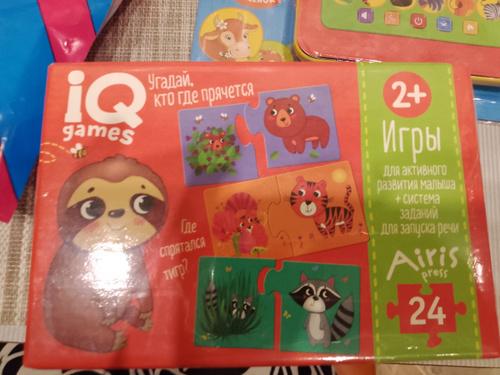 iQ
games
Угадай,
кто где прячется
Где
спрятался
тигр?
2+
Игры
для активного
развития малыша
+ система
заданий
для запуска речи
Airis
press
24